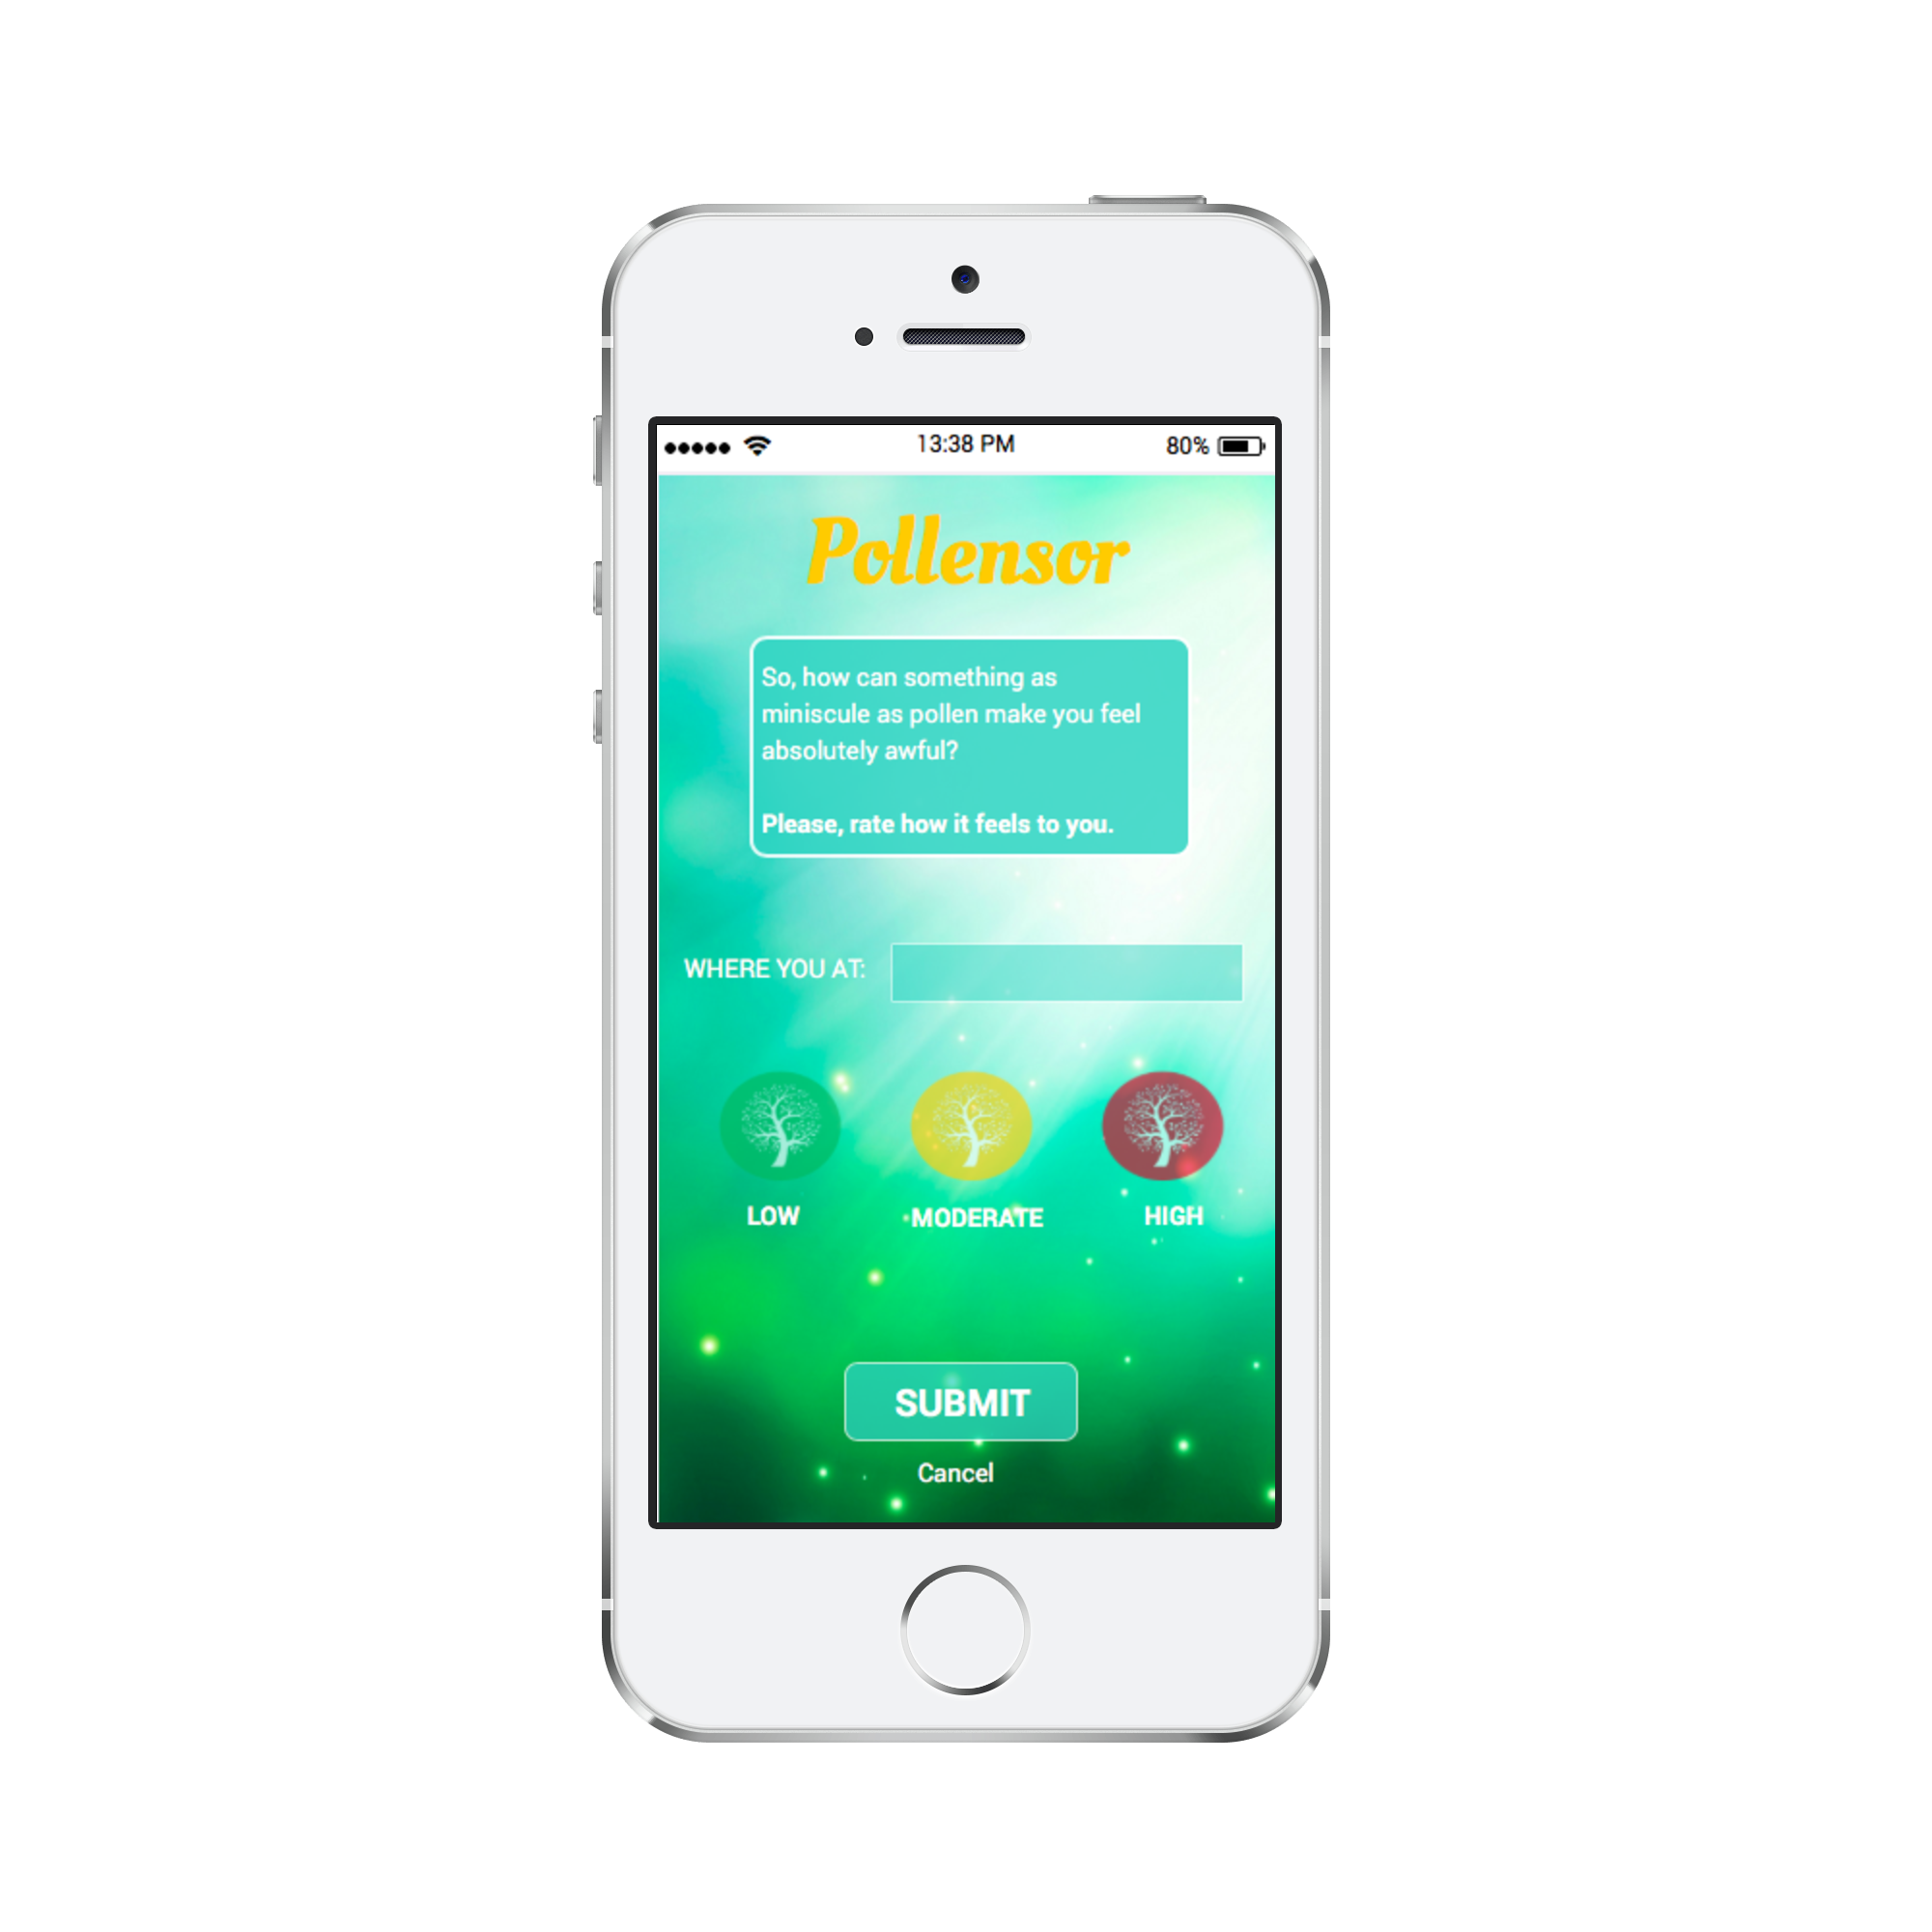 13:38 PM
80%
Pollensor
So, how can something as
miniscule as pollen make you feel
absolutely awful?
Please, rate how it feels to you.
WHERE YOU AT:
LOW
MODERATE
HIGH
SUBMIT
Cancel